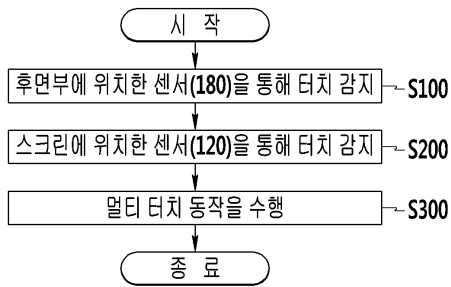 시 작
후면부에 위치한 센서(180)을 통해 터치 감지 S100
스크린에 위치한 센서(120)을 통해 터치 감지 S200
멀티 터치 동작을 수행 S300
종 료